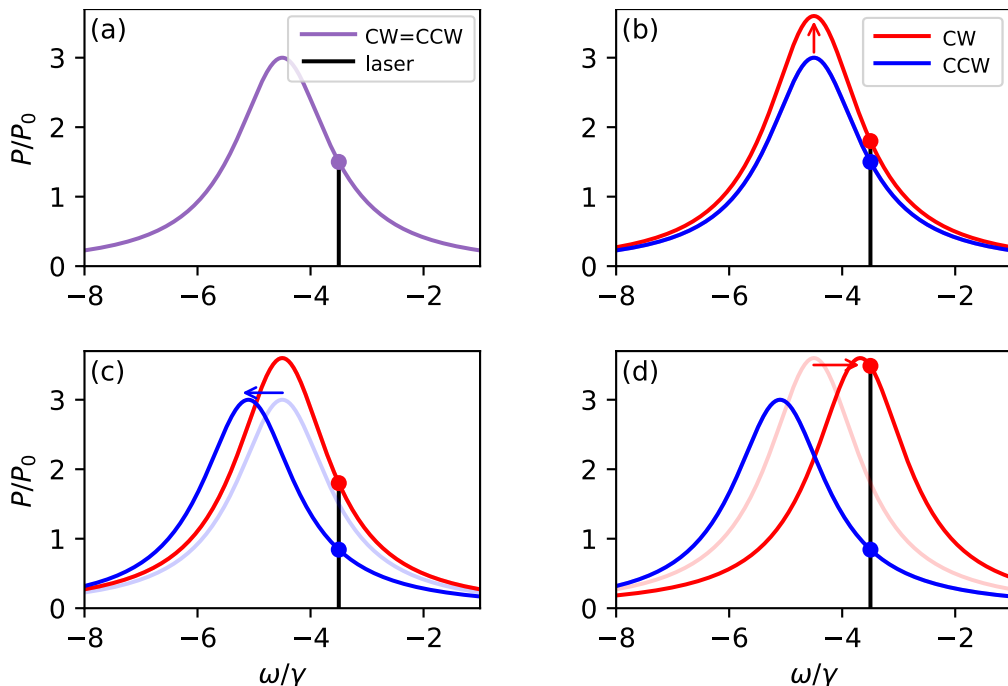 (a)
CW=CCW
laser
P/P₀
3
2
1
0
−8
−6
−4
−2
(b)
CW
CCW
3
2
1
0
−8
−6
−4
−2
(c)
P/P₀
3
2
1
0
−8
−6
−4
−2
ω/γ
(d)
3
2
1
0
−8
−6
−4
−2
ω/γ